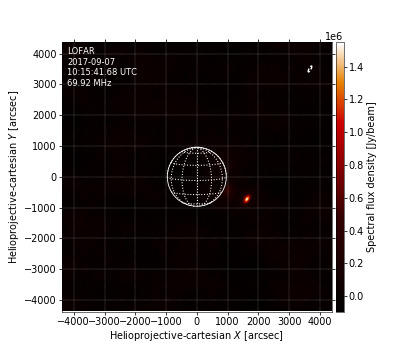 LOFAR
2017-09-07
10:15:41.68 UTC
69.92 MHz
1e6
4000
3000
2000
1000
0
−1000
−2000
−3000
−4000
−4000−3000−2000−1000 0 1000 2000 3000 4000
Helioprojective-cartesian X [arcsec]
Helioprojective-cartesian Y [arcsec]
1.4
1.2
1.0
0.8
0.6
0.4
0.2
0.0
Spectral flux density [Jy/beam]